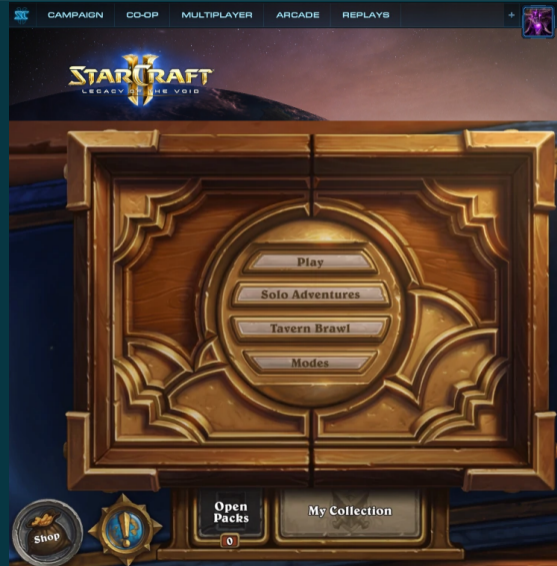 CAMPAIGN CO-OP MULTIPLAYER ARCADE REPLAYS
STARCRAFT
II
LEGACY OF THE VOID
Play
Solo Adventures
Tavern Brawl
Modes
Open
Packs
My Collection
Shop
0